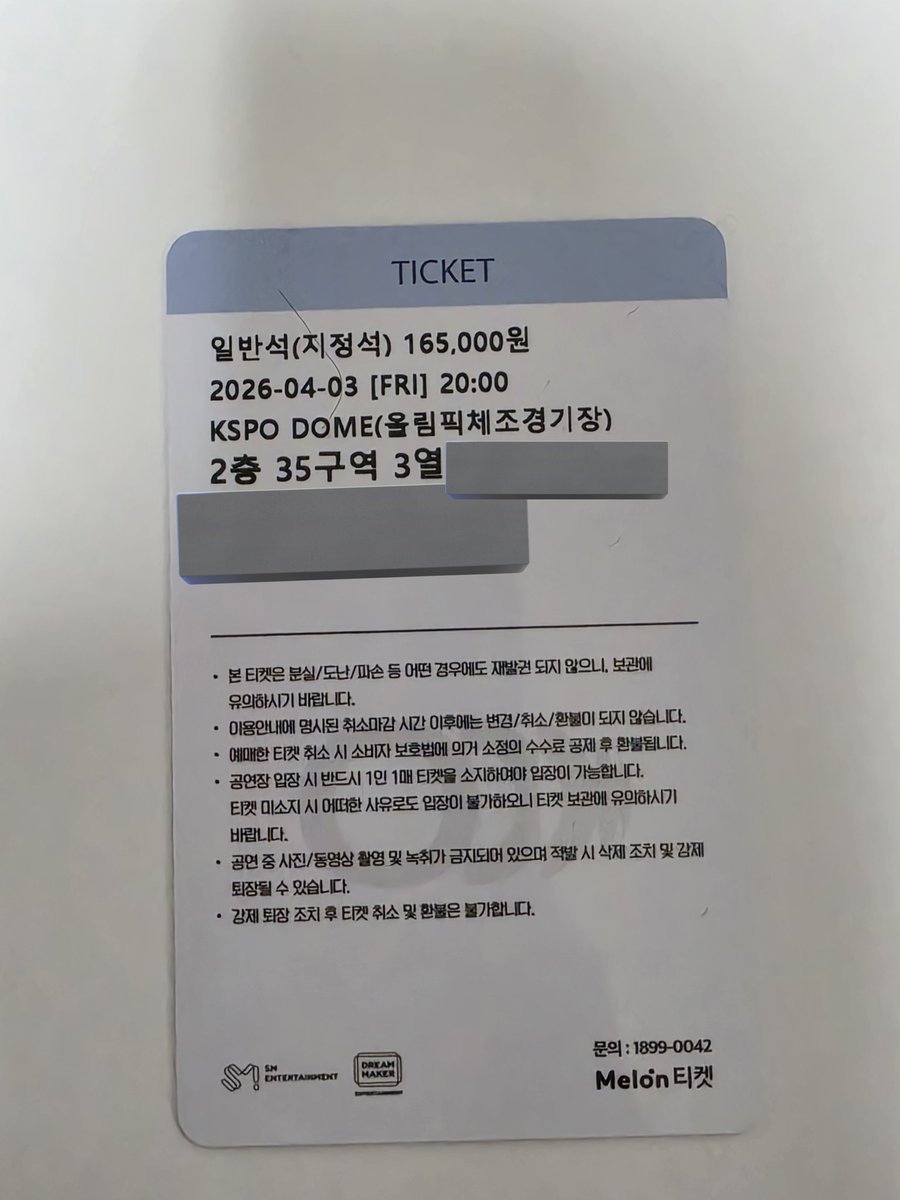 TICKET
일반석(지정석) 165,000원
2026-04-03 [FRI] 20:00
KSPO DOME(올림픽체조경기장)
2층 35구역 3열
• 본 티켓은 분실/도난/파손 등 어떤 경우에도 재발권 되지 않으니, 보관에
유의하시기 바랍니다.
• 이용안내에 명시된 취소마감 시간 이후에는 변경/취소/환불이 되지 않습니다.
• 예매한 티켓 취소 시 소비자 보호법에 의거 소정의 수수료 공제 후 환불됩니다.
• 공연장 입장 시 반드시 1인 1매 티켓을 소지하여야 입장이 가능합니다.
티켓 미소지 시 어떠한 사유로도 입장이 불가하오니 티켓 보관에 유의하시기
바랍니다.
• 공연 중 사진/동영상 촬영 및 녹취가 금지되어 있으며 적발 시 삭제 조치 및 강제
퇴장될 수 있습니다.
• 강제 퇴장 조치 후 티켓 취소 및 환불은 불가합니다.
SM
SM ENTERTAINMENT
DREAM MAKER
ENTERTAINMENT
문의 : 1899-0042
Melon 티켓